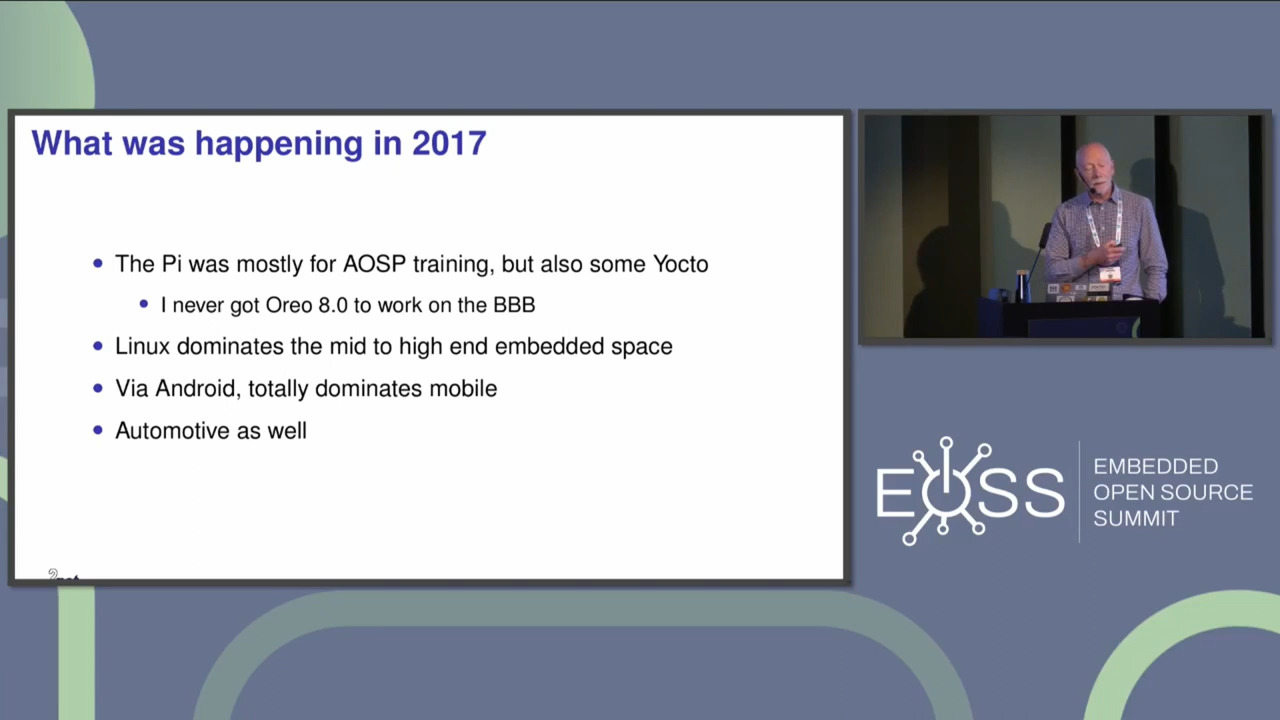 What was happening in 2017
The Pi was mostly for AOSP training, but also some Yocto
I never got Oreo 8.0 to work on the BBB
Linux dominates the mid to high end embedded space
Via Android, totally dominates mobile
Automotive as well
EOSS
EMBEDDED
OPEN SOURCE
SUMMIT